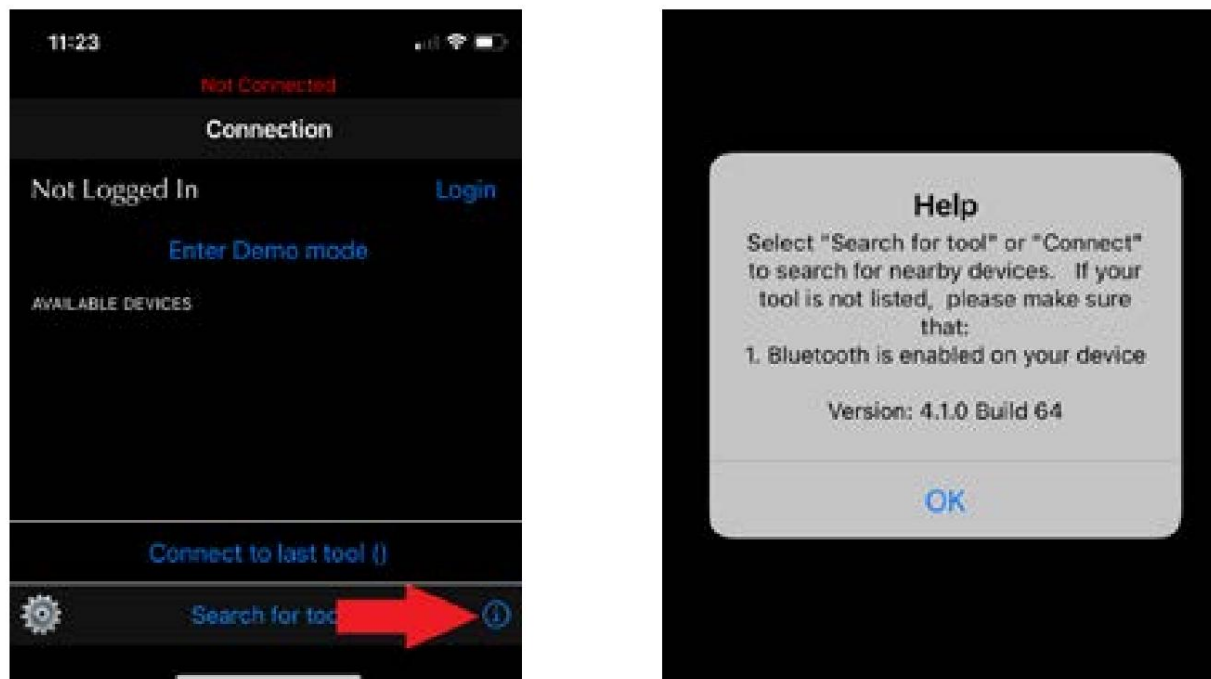 11:23
Not Connected
Connection
Not Logged In
Login
Enter Demo mode
AVAILABLE DEVICES
Connect to last tool ()
Search for
Help
Select "Search for tool" or "Connect"
to search for nearby devices. If your
tool is not listed, please make sure
that:
1. Bluetooth is enabled on your device
Version: 4.1.0 Build 64
OK